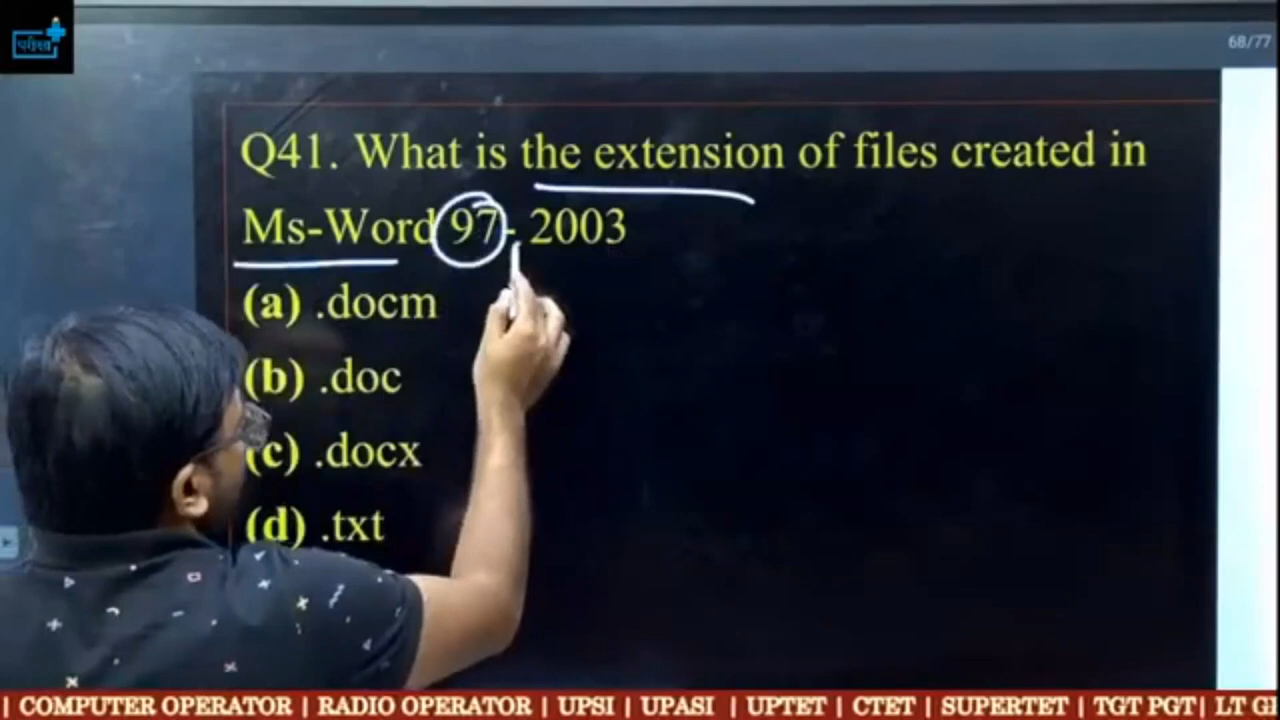 परीक्षा
68/77
Q41. What is the extension of files created in
Ms-Word 97- 2003
(a) .docm
(b) .doc
(c) .docx
(d) .txt
| COMPUTER OPERATOR | RADIO OPERATOR | UPSI | UPASI | UPTET | CTET | SUPERTET | TGT PGT | LT G